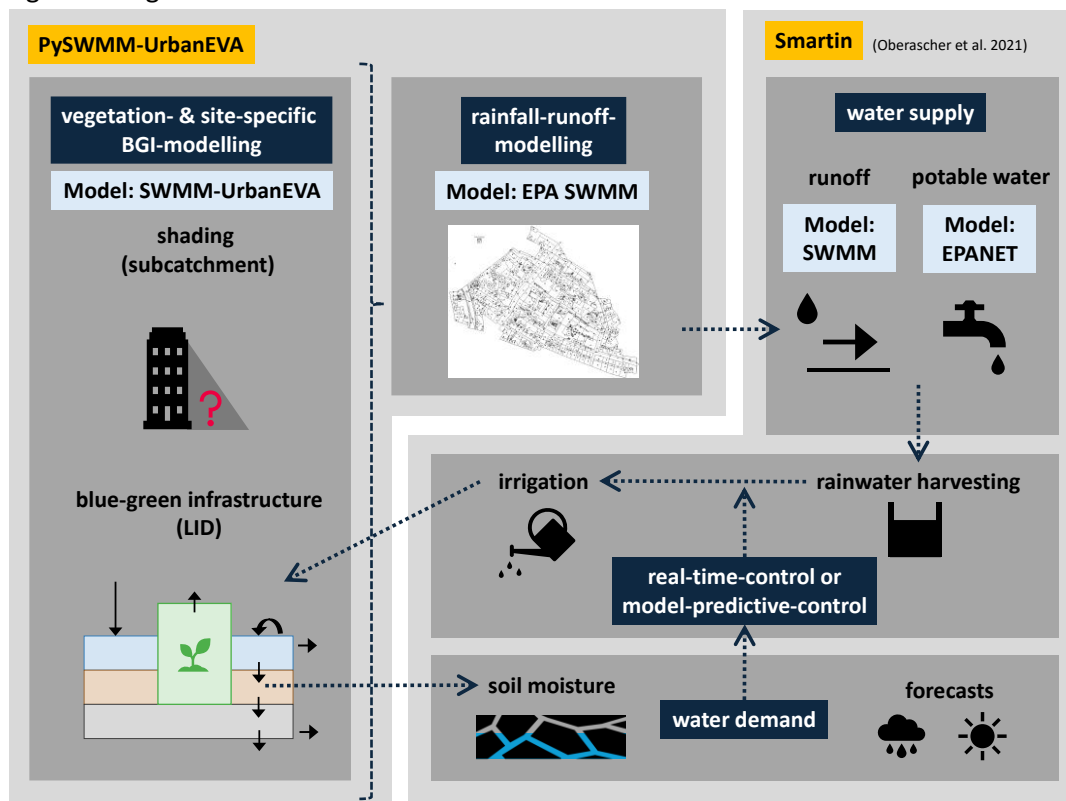 PySWMM-UrbanEVA
vegetation- & site-specific
BGI-modelling
Model: SWMM-UrbanEVA
shading
(subcatchment)
?
blue-green infrastructure
(LID)
rainfall-runoff-
modelling
Model: EPA SWMM
Smartin (Oberascher et al. 2021)
water supply
runoff
Model:
SWMM
potable water
Model:
EPANET
irrigation
rainwater harvesting
real-time-control or
model-predictive-control
soil moisture
water demand
forecasts